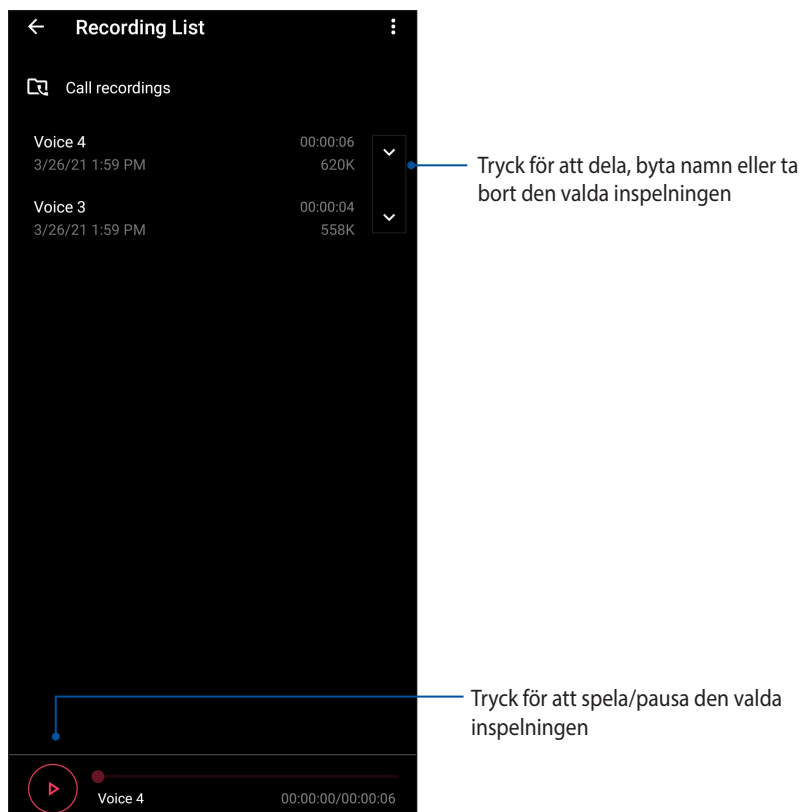 Recording List
Call recordings
Voice 4 00:00:06
3/26/21 1:59 PM 620K
Tryck för att dela, byta namn eller ta
bort den valda inspelningen
Voice 3 00:00:04
3/26/21 1:59 PM 558K
Tryck för att spela/pausa den valda
inspelningen
Voice 4 00:00:00/00:00:06